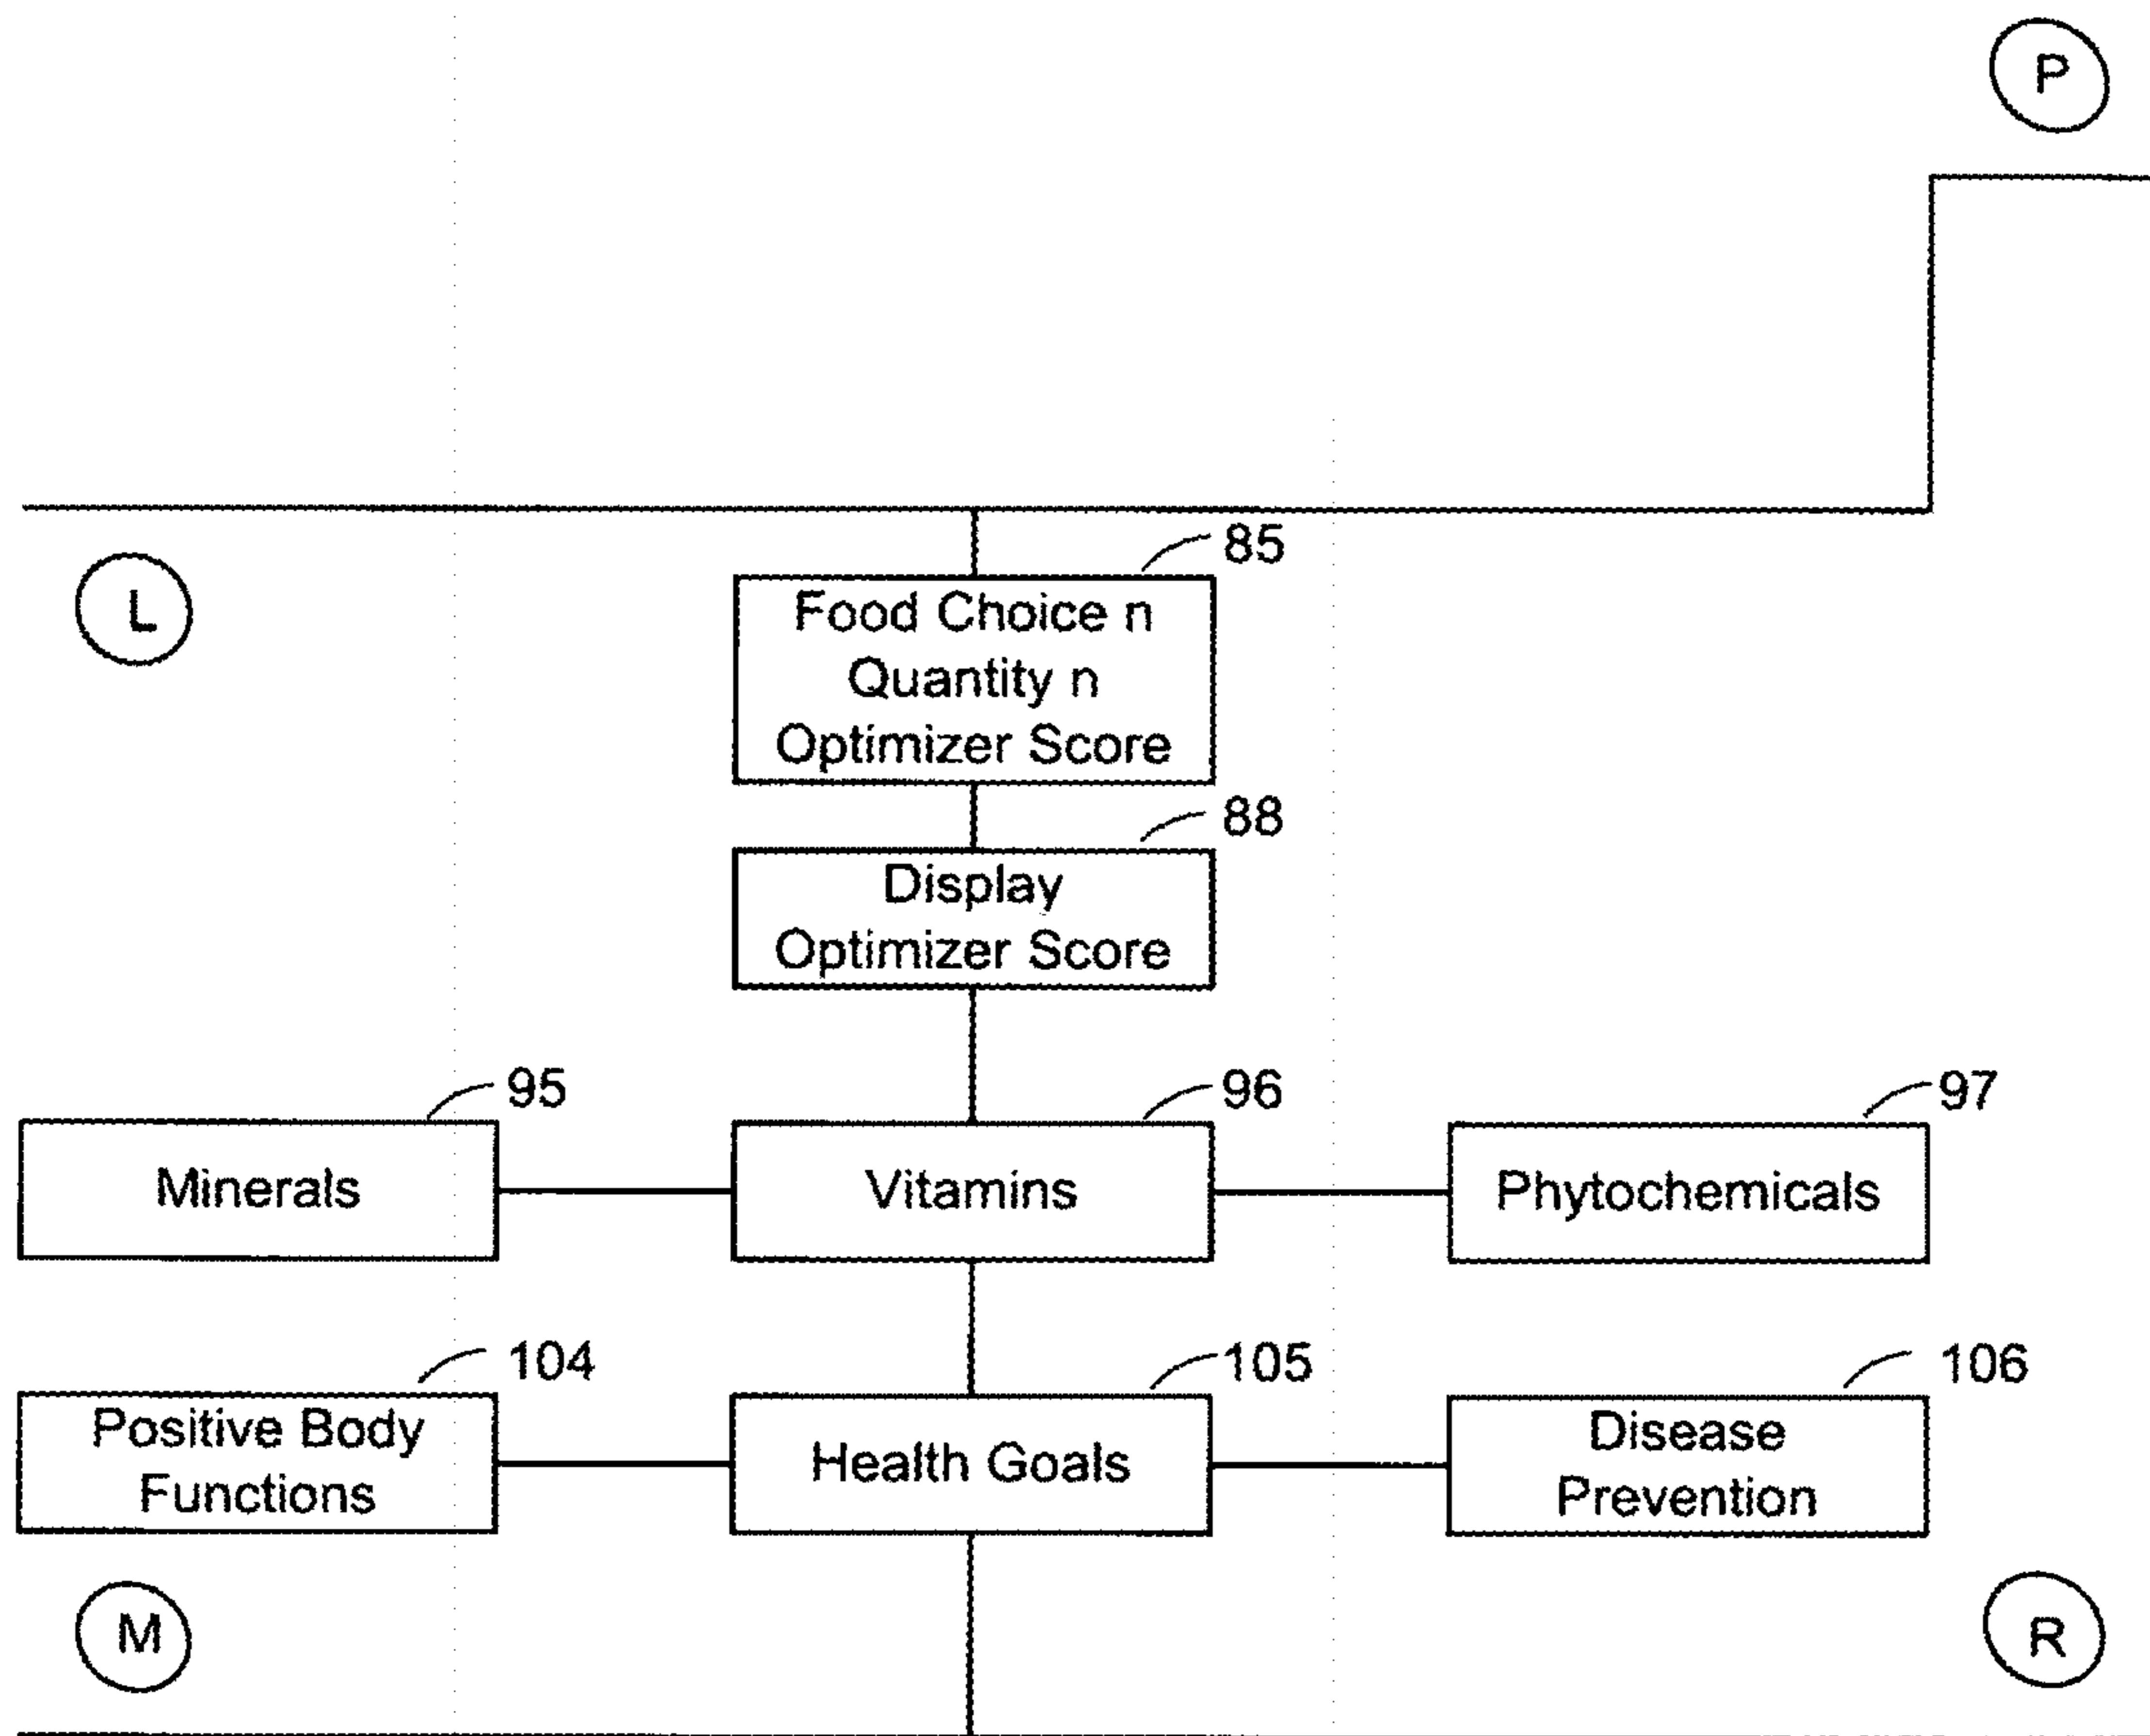 P
85
L
Food Choice n
Quantity n
Optimizer Score
88
Display
Optimizer Score
95
96
97
Minerals
Vitamins
Phytochemicals
104
105
106
Positive Body
Functions
Health Goals
Disease
Prevention
M
R